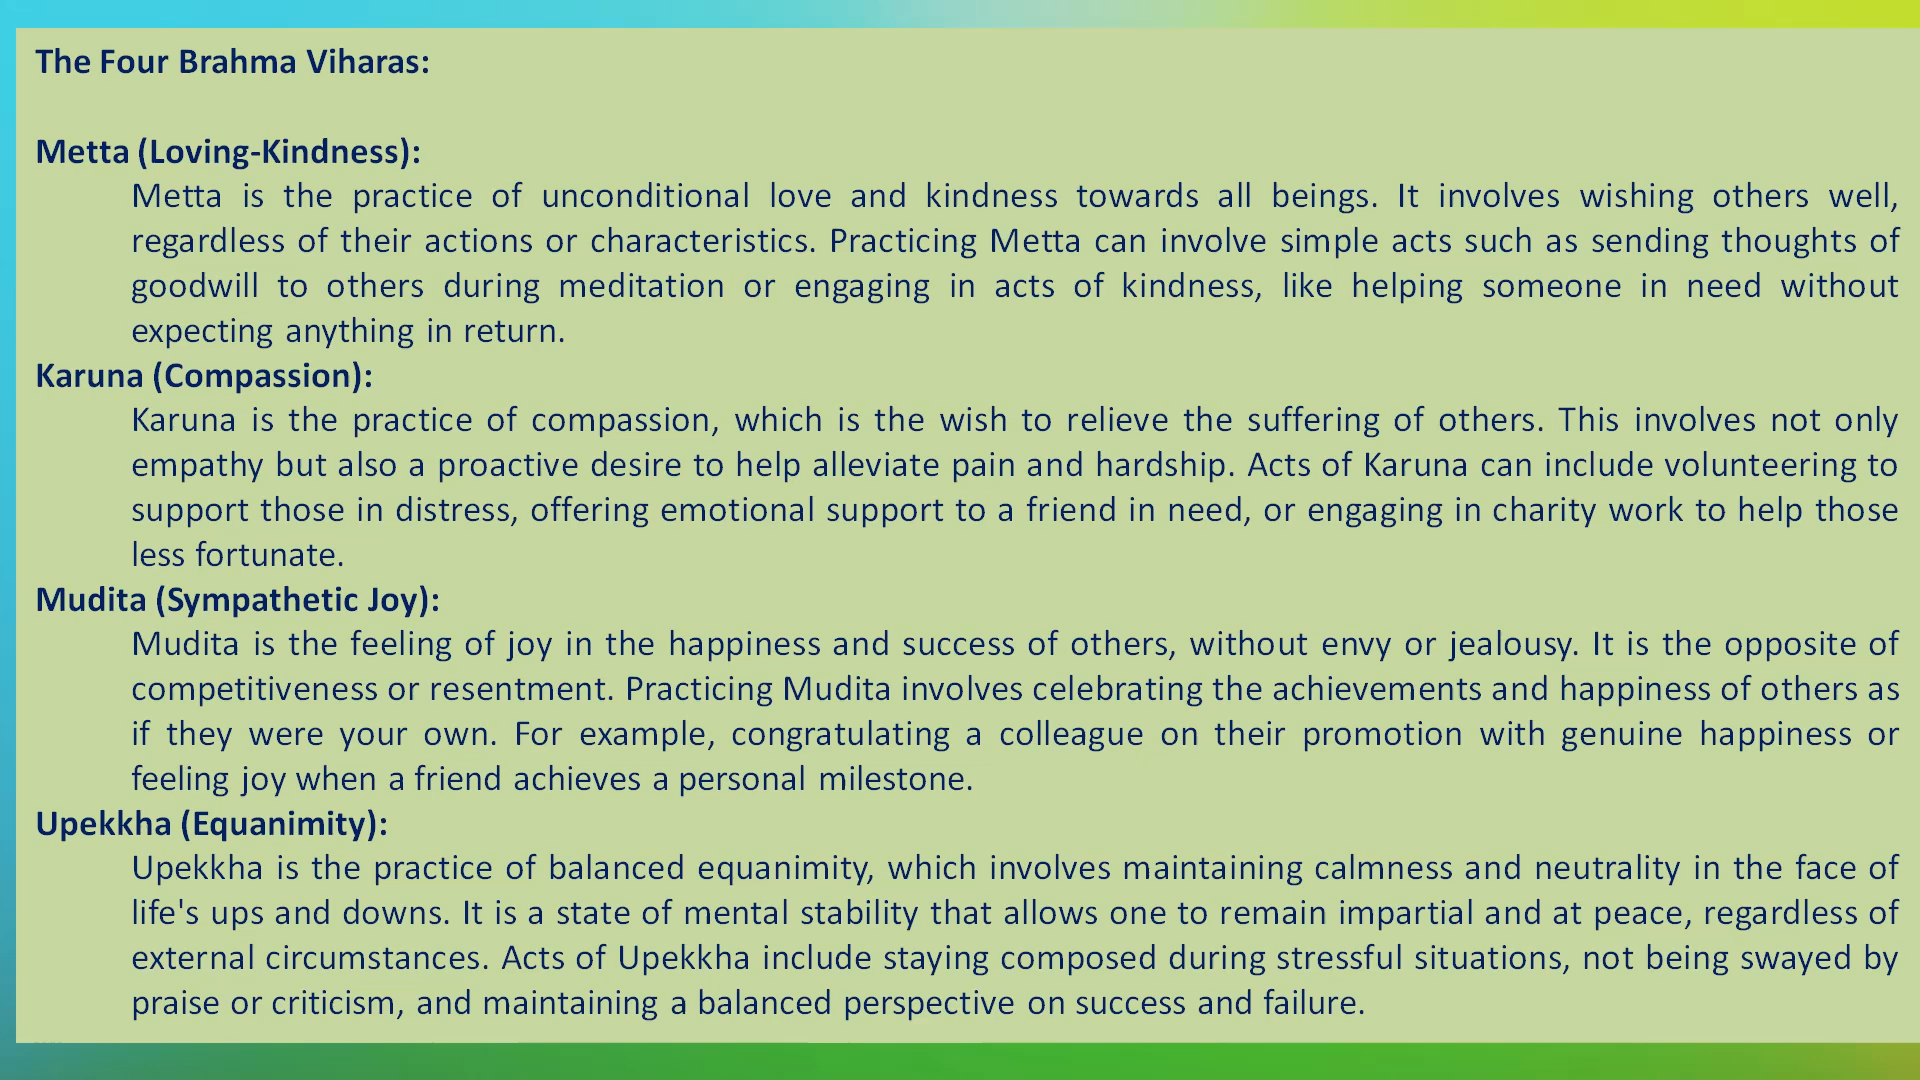 The Four Brahma Viharas:
Metta (Loving-Kindness):
Metta is the practice of unconditional love and kindness towards all beings. It involves wishing others well,
regardless of their actions or characteristics. Practicing Metta can involve simple acts such as sending thoughts of
goodwill to others during meditation or engaging in acts of kindness, like helping someone in need without
expecting anything in return.
Karuna (Compassion):
Karuna is the practice of compassion, which is the wish to relieve the suffering of others. This involves not only
empathy but also a proactive desire to help alleviate pain and hardship. Acts of Karuna can include volunteering to
support those in distress, offering emotional support to a friend in need, or engaging in charity work to help those
less fortunate.
Mudita (Sympathetic Joy):
Mudita is the feeling of joy in the happiness and success of others, without envy or jealousy. It is the opposite of
competitiveness or resentment. Practicing Mudita involves celebrating the achievements and happiness of others as
if they were your own. For example, congratulating a colleague on their promotion with genuine happiness or
feeling joy when a friend achieves a personal milestone.
Upekkha (Equanimity):
Upekkha is the practice of balanced equanimity, which involves maintaining calmness and neutrality in the face of
life's ups and downs. It is a state of mental stability that allows one to remain impartial and at peace, regardless of
external circumstances. Acts of Upekkha include staying composed during stressful situations, not being swayed by
praise or criticism, and maintaining a balanced perspective on success and failure.